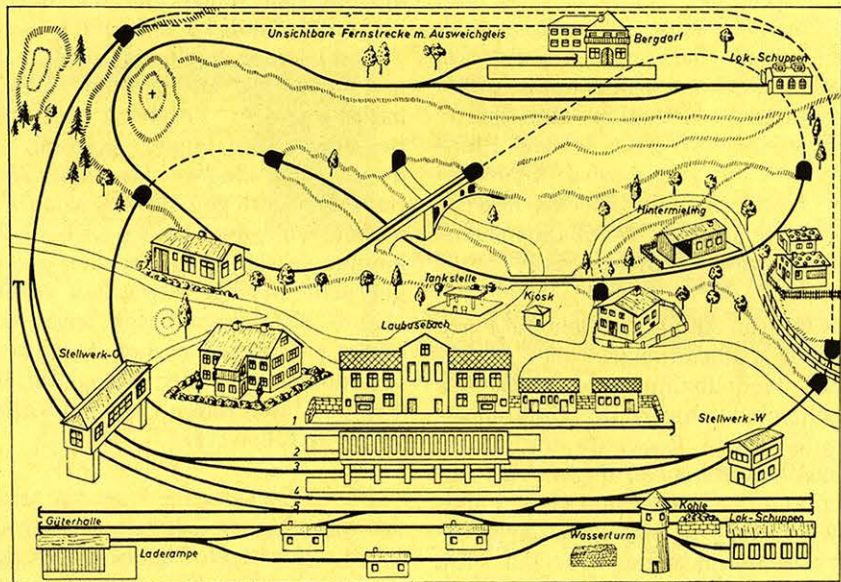 Unsichtbare Fernstrecke m. Ausweichgleis
Bergdorf
Lok-Schuppen
Hintermieting
Tankstelle
Kiosk
Laubusebach
Stellwerk-O
Stellwerk-W
1
2
3
4
5
Güterhalle
Laderampe
Wasserturm
Kohle
Lok-Schuppen